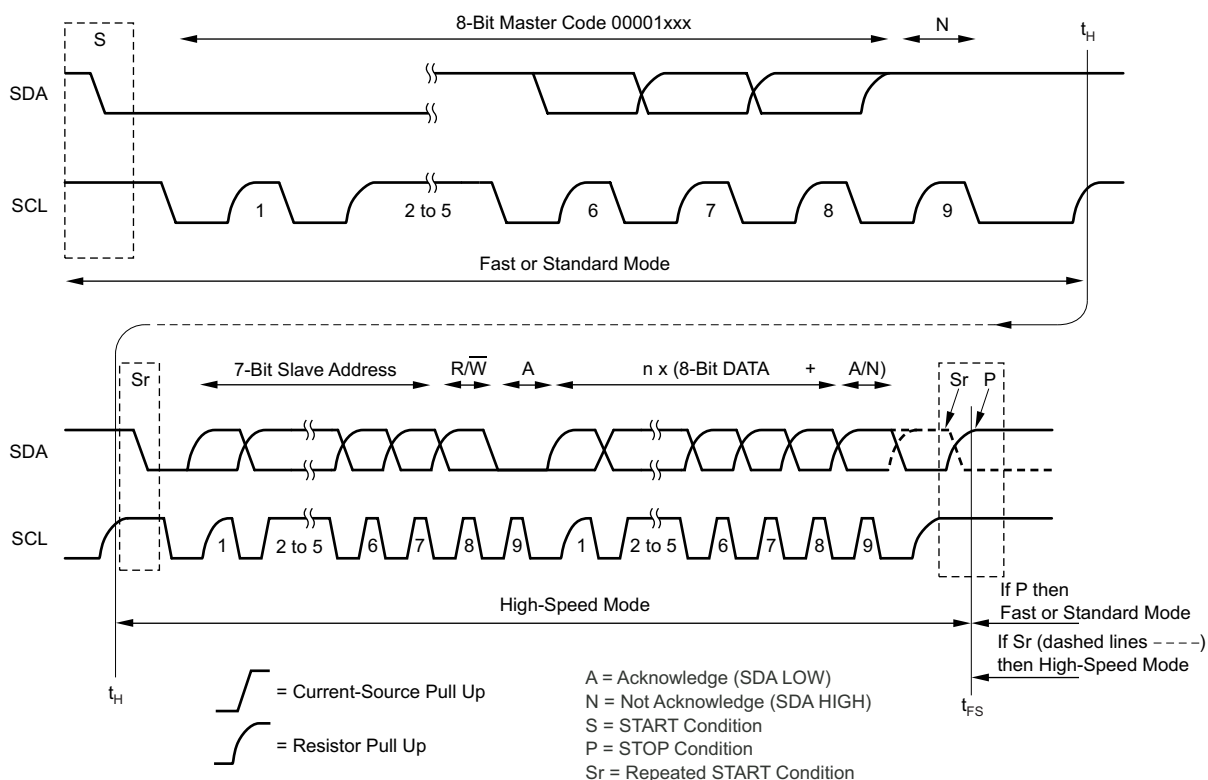 8-Bit Master Code 00001xxx
N
S
tH
SDA
SCL
1
2 to 5
6
7
8
9
Fast or Standard Mode
Sr
7-Bit Slave Address
R/W̅
A
n x (8-Bit DATA
+
A/N)
Sr
P
SDA
SCL
1
2 to 5
6
7
8
9
1
2 to 5
6
7
8
9
High-Speed Mode
If P then
Fast or Standard Mode
If Sr (dashed lines ----)
then High-Speed Mode
tH
tFS
= Current-Source Pull Up
= Resistor Pull Up
A = Acknowledge (SDA LOW)
N = Not Acknowledge (SDA HIGH)
S = START Condition
P = STOP Condition
Sr = Repeated START Condition